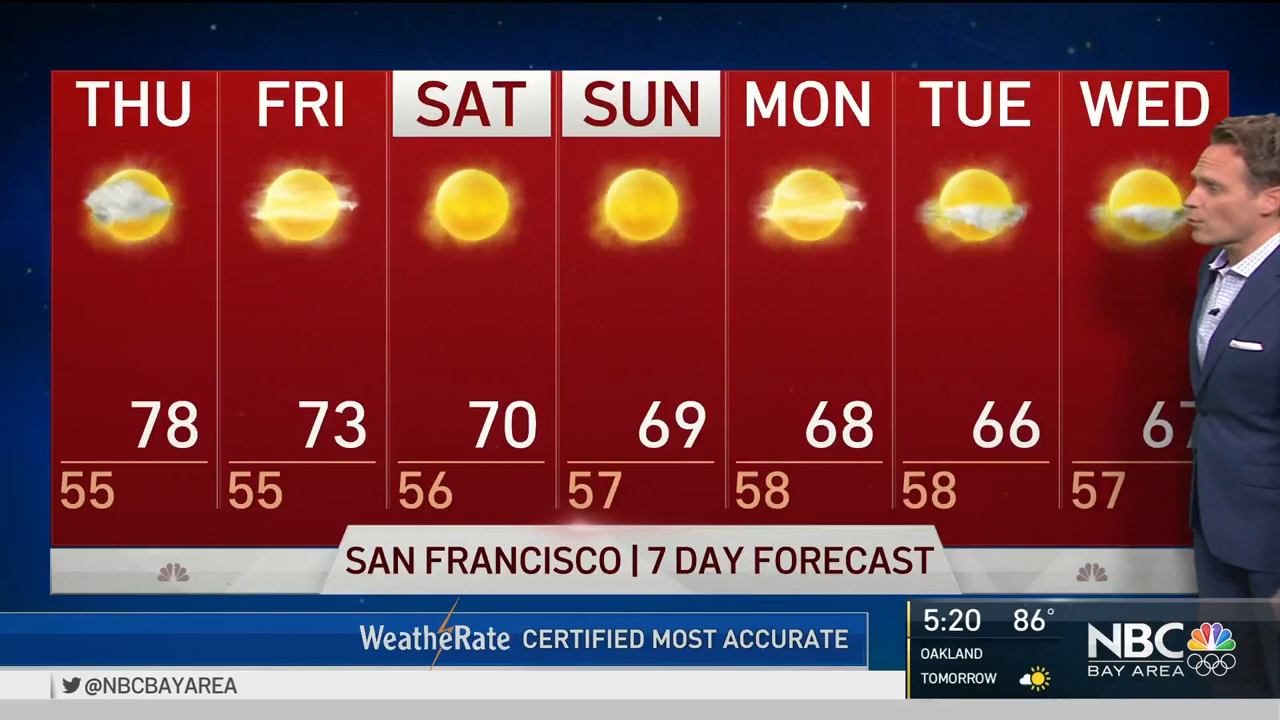 THU FRI SAT SUN MON TUE WED
78 73 70 69 68 66 67
55 55 56 57 58 58 57
SAN FRANCISCO | 7 DAY FORECAST
WeatheRate CERTIFIED MOST ACCURATE
@NBCBAYAREA
5:20 86°
OAKLAND
TOMORROW
NBC
BAY AREA